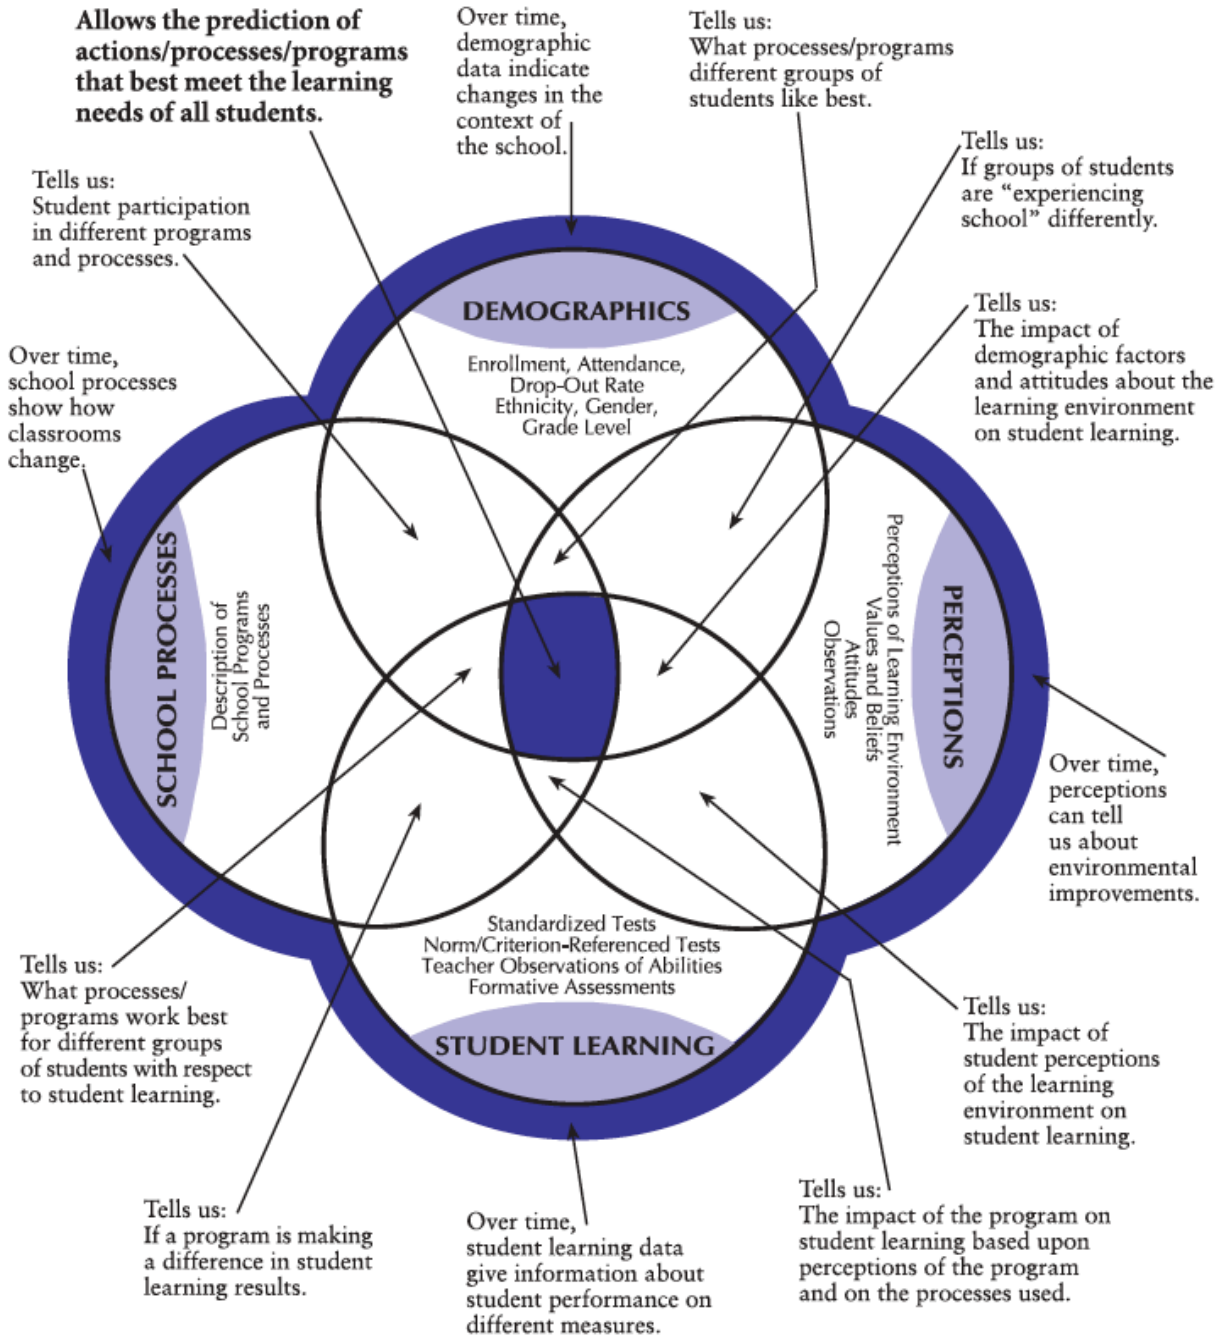 Allows the prediction of
actions/processes/programs
that best meet the learning
needs of all students.
Over time,
demographic
data indicate
changes in the
context of
the school.
Tells us:
What processes/programs
different groups of
students like best.
Tells us:
If groups of students
are “experiencing
school” differently.
Tells us:
Student participation
in different programs
and processes.
Tells us:
The impact of
demographic factors
and attitudes about the
learning environment
on student learning.
Over time,
school processes
show how
classrooms
change.
DEMOGRAPHICS
Enrollment, Attendance,
Drop-Out Rate
Ethnicity, Gender,
Grade Level
SCHOOL PROCESSES
Description of
School Programs
and Processes
PERCEPTIONS
Perceptions of Learning Environment
Values and Beliefs
Attitudes
Observations
Over time,
perceptions
can tell
us about
environmental
improvements.
Standardized Tests
Norm/Criterion-Referenced Tests
Teacher Observations of Abilities
Formative Assessments
STUDENT LEARNING
Tells us:
What processes/
programs work best
for different groups
of students with respect
to student learning.
Tells us:
The impact of
student perceptions
of the learning
environment on
student learning.
Tells us:
If a program is making
a difference in student
learning results.
Over time,
student learning data
give information about
student performance on
different measures.
Tells us:
The impact of the program on
student learning based upon
perceptions of the program
and on the processes used.